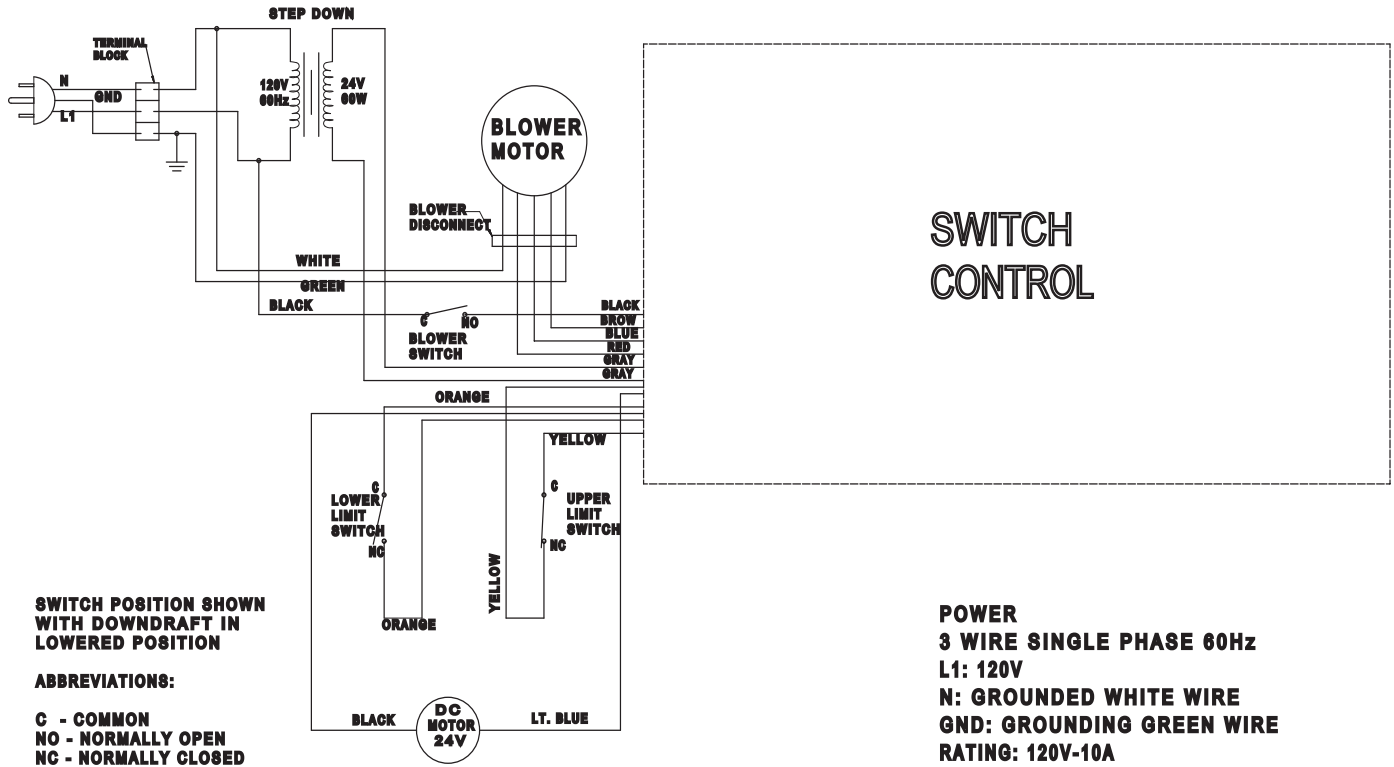 STEP DOWN
TERMINAL
BLOCK
N
GND
L1
120V
60Hz
24V
60W
BLOWER
MOTOR
BLOWER
DISCONNECT
SWITCH
CONTROL
WHITE
GREEN
BLACK
C
NO
BLOWER
SWITCH
BLACK
BROW
BLUE
RED
GRAY
GRAY
ORANGE
YELLOW
C
LOWER
LIMIT
SWITCH
NC
C
UPPER
LIMIT
SWITCH
NC
YELLOW
ORANGE
BLACK
DC
MOTOR
24V
LT. BLUE
SWITCH POSITION SHOWN
WITH DOWNDRAFT IN
LOWERED POSITION
ABBREVIATIONS:
C - COMMON
NO - NORMALLY OPEN
NC - NORMALLY CLOSED
POWER
3 WIRE SINGLE PHASE 60Hz
L1: 120V
N: GROUNDED WHITE WIRE
GND: GROUNDING GREEN WIRE
RATING: 120V-10A